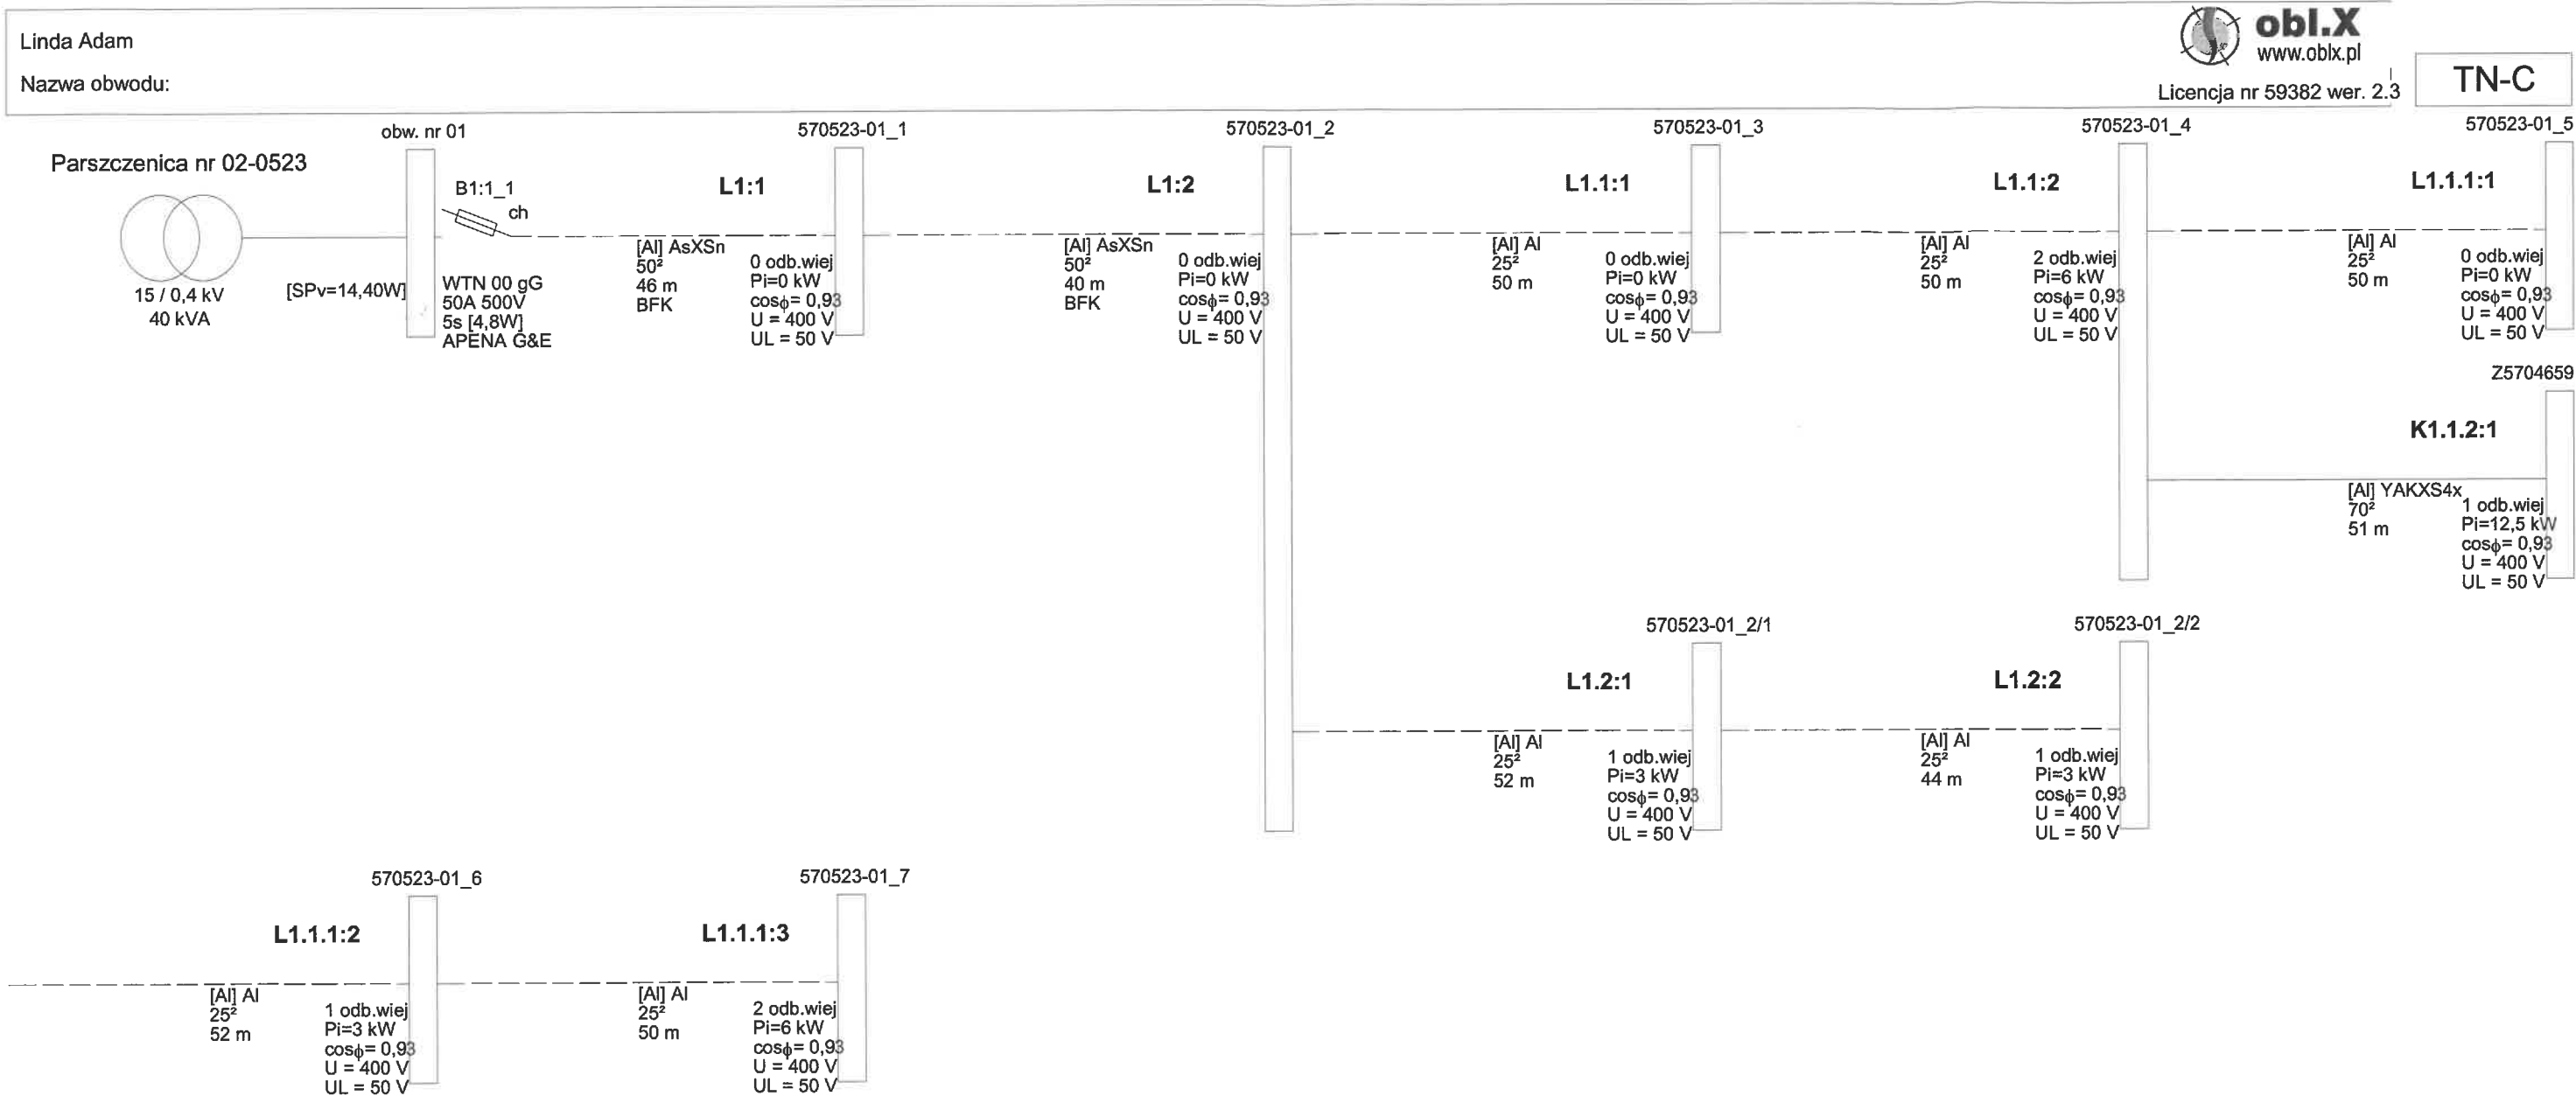 Linda Adam
Nazwa obwodu:
obl.X
www.oblx.pl
Licencja nr 59382 wer. 2.3
TN-C
Parszczenica nr 02-0523
15 / 0,4 kV
40 kVA
[SPv=14,40W]
obw. nr 01
B1:1_1
ch
WTN 00 gG
50A 500V
5s [4,8W]
APENA G&E
570523-01_1
L1:1
[Al] AsXSn
50²
46 m
BFK
0 odb.wiej
Pi=0 kW
cosϕ= 0,93
U = 400 V
UL = 50 V
570523-01_2
L1:2
[Al] AsXSn
50²
40 m
BFK
0 odb.wiej
Pi=0 kW
cosϕ= 0,93
U = 400 V
UL = 50 V
570523-01_3
L1.1:1
[Al] Al
25²
50 m
0 odb.wiej
Pi=0 kW
cosϕ= 0,93
U = 400 V
UL = 50 V
570523-01_4
L1.1:2
[Al] Al
25²
50 m
2 odb.wiej
Pi=6 kW
cosϕ= 0,93
U = 400 V
UL = 50 V
570523-01_5
L1.1.1:1
[Al] Al
25²
50 m
0 odb.wiej
Pi=0 kW
cosϕ= 0,93
U = 400 V
UL = 50 V
Z5704659
K1.1.2:1
[Al] YAKXS4x
70²
51 m
1 odb.wiej
Pi=12,5 kW
cosϕ= 0,93
U = 400 V
UL = 50 V
570523-01_2/1
L1.2:1
[Al] Al
25²
52 m
1 odb.wiej
Pi=3 kW
cosϕ= 0,93
U = 400 V
UL = 50 V
570523-01_2/2
L1.2:2
[Al] Al
25²
44 m
1 odb.wiej
Pi=3 kW
cosϕ= 0,93
U = 400 V
UL = 50 V
570523-01_6
L1.1.1:2
[Al] Al
25²
52 m
1 odb.wiej
Pi=3 kW
cosϕ= 0,93
U = 400 V
UL = 50 V
570523-01_7
L1.1.1:3
[Al] Al
25²
50 m
2 odb.wiej
Pi=6 kW
cosϕ= 0,93
U = 400 V
UL = 50 V